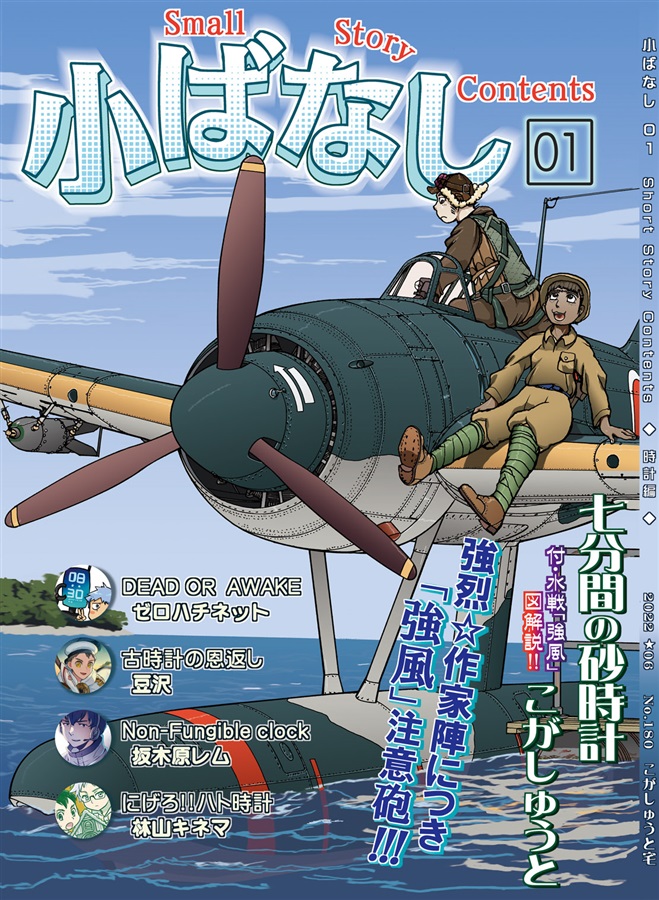 Small
Story
Contents
小ばなし
01
小ばなし 01 Short Story Contents ◆ 時計編 ◆ 2022★06 No.180 こがしゅうと宅
七分間の砂時計
付・水戦「強風」
図解説!!
こがしゅうと
強烈☆作家陣につき
「強風」注意砲!!!
08
30
DEAD OR AWAKE
ゼロハチネット
古時計の恩返し
豆沢
Non-Fungible clock
坂木原レム
にげろ!!ハト時計
林山キネマ